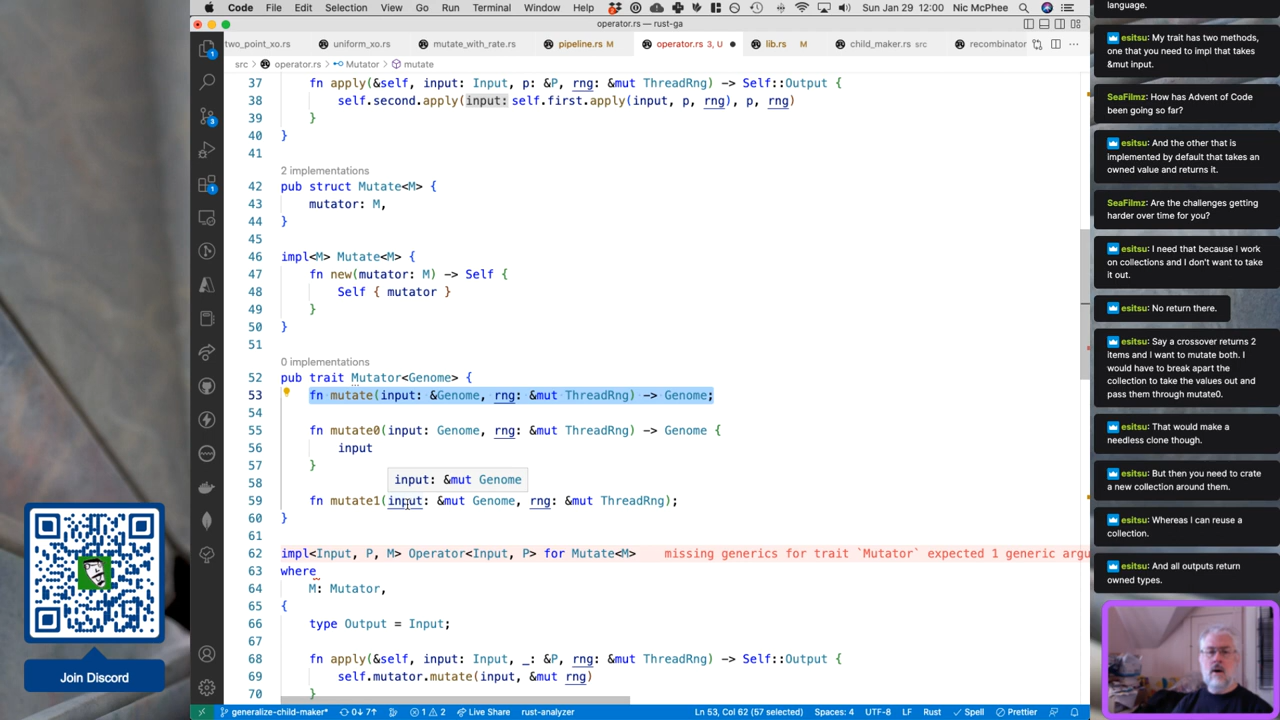 Code File Edit Selection View Go Run Terminal Window Help Sun Jan 29 12:00 Nic McPhee
operator.rs — rust-ga
two_point_xo.rs uniform_xo.rs mutate_with_rate.rs pipeline.rs M operator.rs 3, U lib.rs M child_maker.rs src recombinator
src operator.rs Mutator mutate
37 fn apply(&self, input: Input, p: &P, rng: &mut ThreadRng) -> Self::Output {
38 self.second.apply(input:self.first.apply(input, p, rng), p, rng)
39 }
40 }
41
2 implementations
42 pub struct Mutate<M> {
43 mutator: M,
44 }
45
46 impl<M> Mutate<M> {
47 fn new(mutator: M) -> Self {
48 Self { mutator }
49 }
50 }
51
0 implementations
52 pub trait Mutator<Genome> {
53 fn mutate(input: &Genome, rng: &mut ThreadRng) -> Genome;
54
55 fn mutate0(input: Genome, rng: &mut ThreadRng) -> Genome {
56 input
57 }
58
input: &mut Genome
59 fn mutate1(input: &mut Genome, rng: &mut ThreadRng);
60 }
61
62 impl<Input, P, M> Operator<Input, P> for Mutate<M> missing generics for trait `Mutator` expected 1 generic argu
63 where
64 M: Mutator,
65 {
66 type Output = Input;
67
68 fn apply(&self, input: Input, _: &P, rng: &mut ThreadRng) -> Self::Output {
69 self.mutator.mutate(input, &mut rng)
70 }
generalize-child-maker* 0↓ 7↑ 1 2 Live Share rust-analyzer Ln 53, Col 62 (57 selected) Spaces: 4 UTF-8 LF Rust Spell Prettier
Join Discord
language.
esitsu: My trait has two methods,
one that you need to impl that takes
&mut input.
SeaFilmz: How has Advent of Code
been going so far?
esitsu: And the other that is
implemented by default that takes an
owned value and returns it.
SeaFilmz: Are the challenges getting
harder over time for you?
esitsu: I need that because I work
on collections and I don't want to take
it out.
esitsu: No return there.
esitsu: Say a crossover returns 2
items and I want to mutate both. I
would have to break apart the
collection to take the values out and
pass them through mutate0.
esitsu: That would make a
needless clone though.
esitsu: But then you need to crate
a new collection around them.
esitsu: Whereas I can reuse a
collection.
esitsu: And all outputs return
owned types.